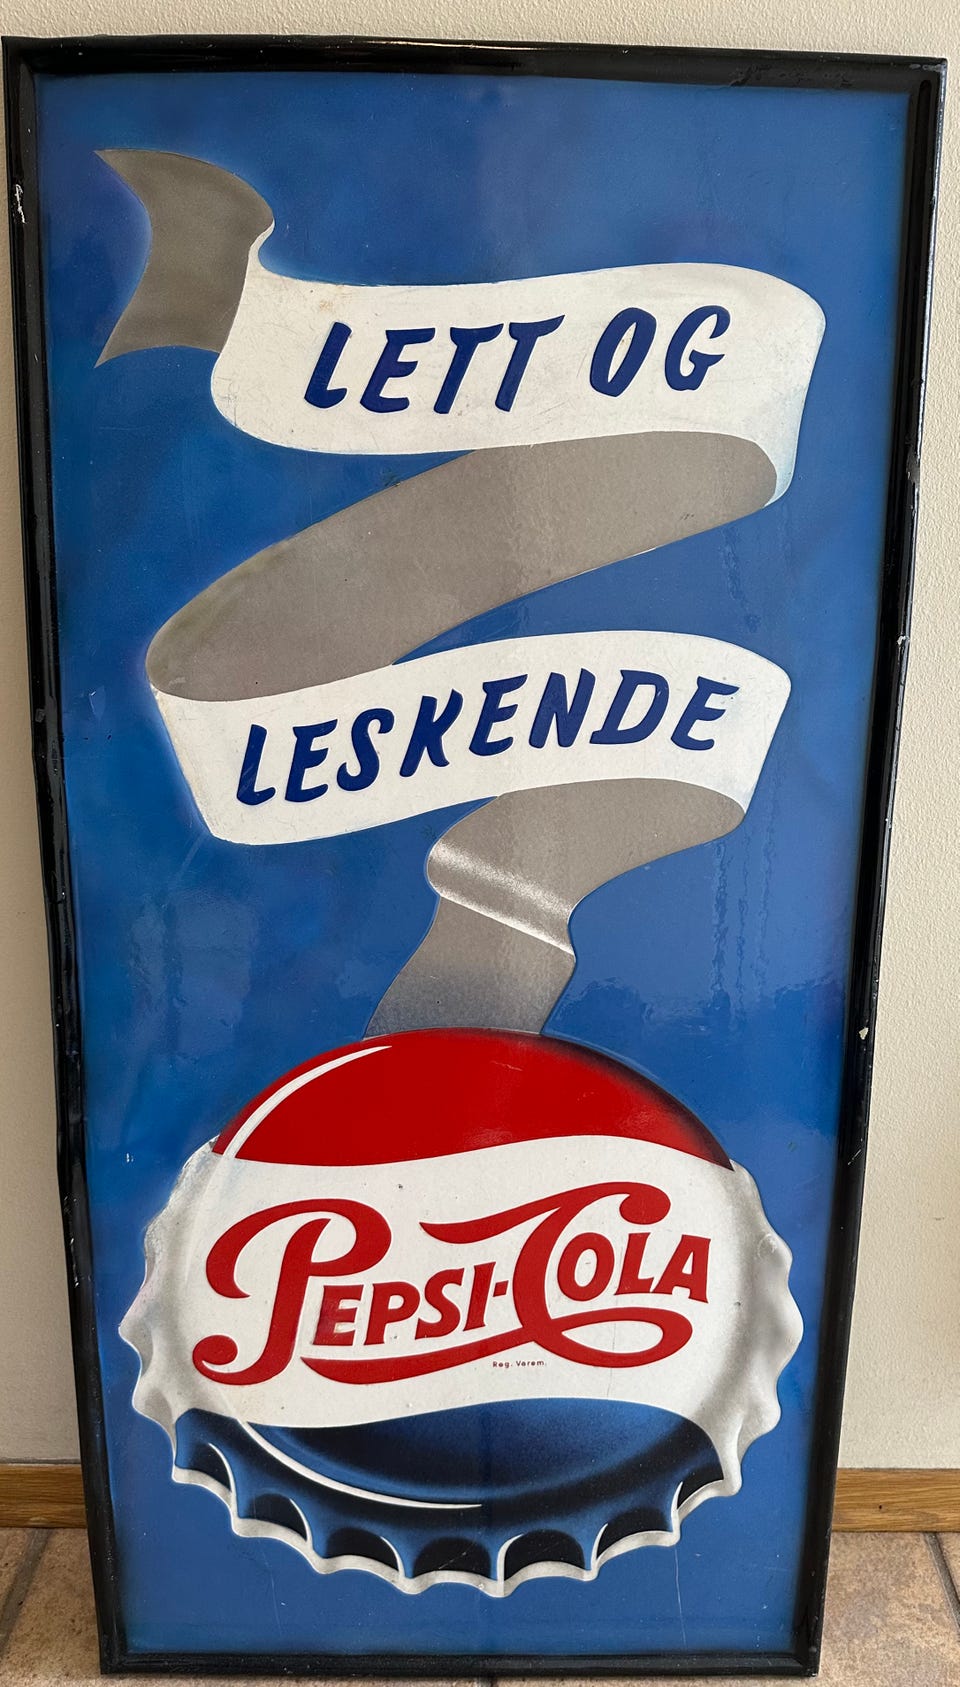 LETT OG
LESKENDE
PEPSI-COLA
Reg. Varem.